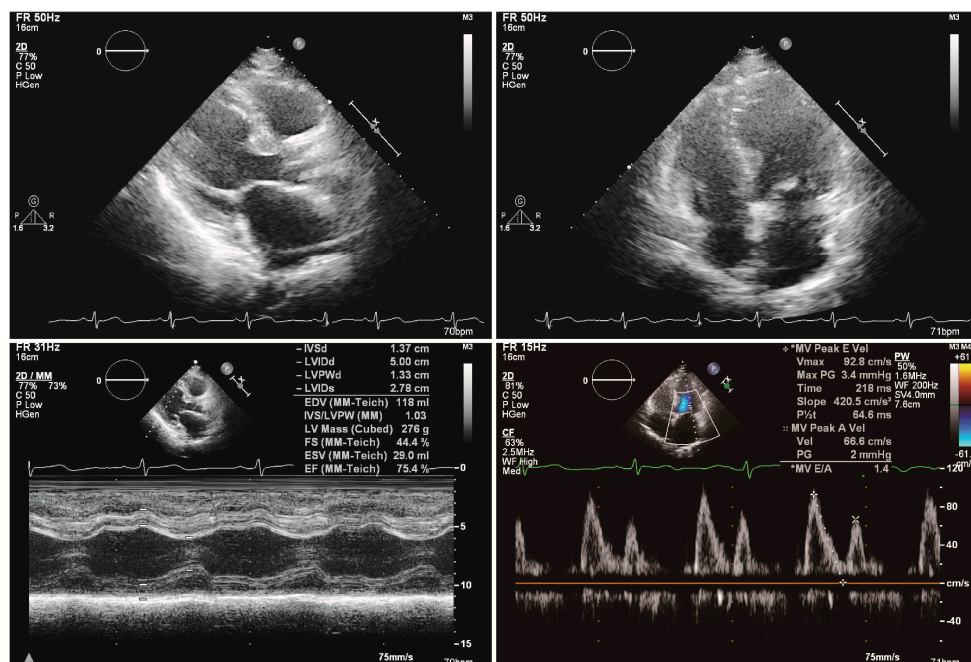 FR 50Hz
16cm
M3
2D
77%
C 50
P Low
HGen
0
P
G
P R
1.6 3.2
70bpm
FR 50Hz
16cm
M3
2D
77%
C 50
P Low
HGen
0
P
G
P R
1.6 3.2
71bpm
FR 31Hz
16cm
M3
2D / MM
77% 73%
C 50
P Low
HGen
0
P
IVSd 1.37 cm
LVIDd 5.00 cm
LVPWd 1.33 cm
LVIDs 2.78 cm
EDV (MM-Teich) 118 ml
IVS/LVPW (MM) 1.03
LV Mass (Cubed) 276 g
FS (MM-Teich) 44.4 %
ESV (MM-Teich) 29.0 ml
EF (MM-Teich) 75.4 %
0
5
10
15
75mm/s
70bpm
FR 15Hz
16cm
M3 M4
+61
2D
81%
C 50
P Low
HGen
CF
63%
2.5MHz
WF High
Med
0
P
*MV Peak E Vel
Vmax 92.8 cm/s
Max PG 3.4 mmHg
Time 218 ms
Slope 420.5 cm/s²
P½t 64.6 ms
MV Peak A Vel
Vel 66.6 cm/s
PG 2 mmHg
*MV E/A 1.4
PW
50%
1.6MHz
WF 200Hz
SV4.0mm
7.6cm
-61.
cm/s
120
80
40
cm/s
-40
75mm/s
71bpm